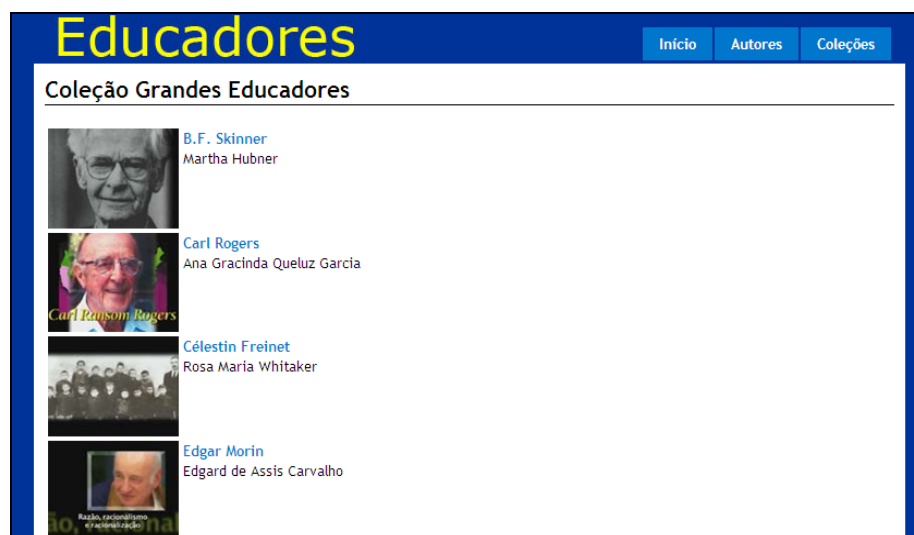 Educadores
Início
Autores
Coleções
Coleção Grandes Educadores
B.F. Skinner
Martha Hubner
Carl Rogers
Ana Gracinda Queluz Garcia
Carl Ransom Rogers
Célestin Freinet
Rosa Maria Whitaker
Edgar Morin
Edgard de Assis Carvalho
Razão, racionalismo
e racionalização